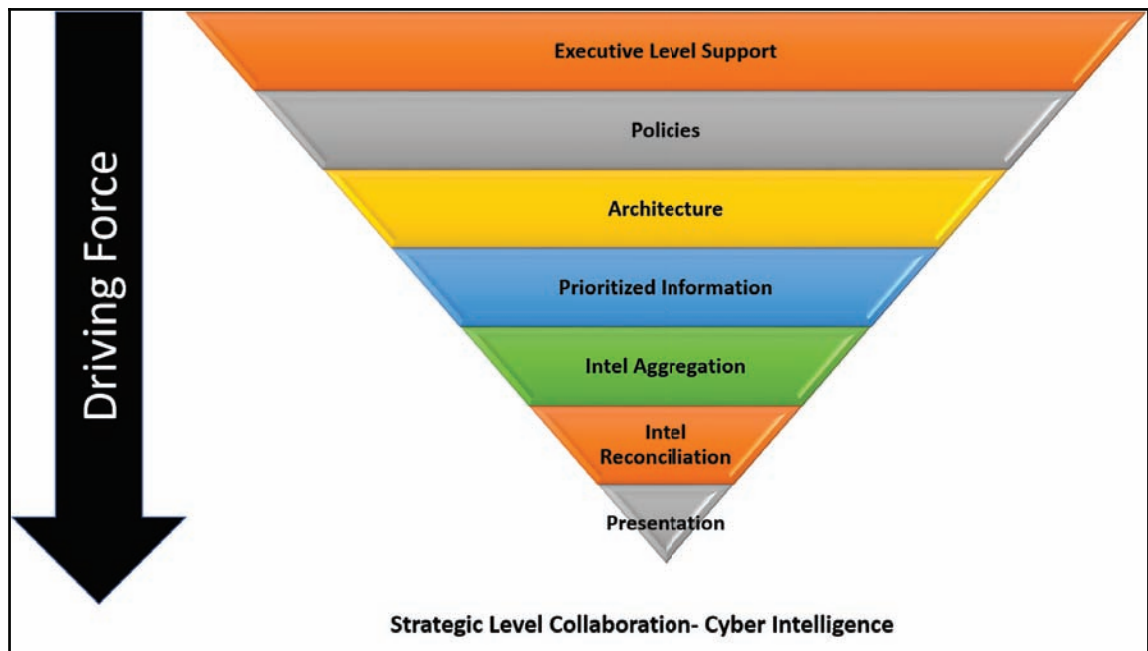 Driving Force
Executive Level Support
Policies
Architecture
Prioritized Information
Intel Aggregation
Intel
Reconciliation
Presentation
Strategic Level Collaboration- Cyber Intelligence